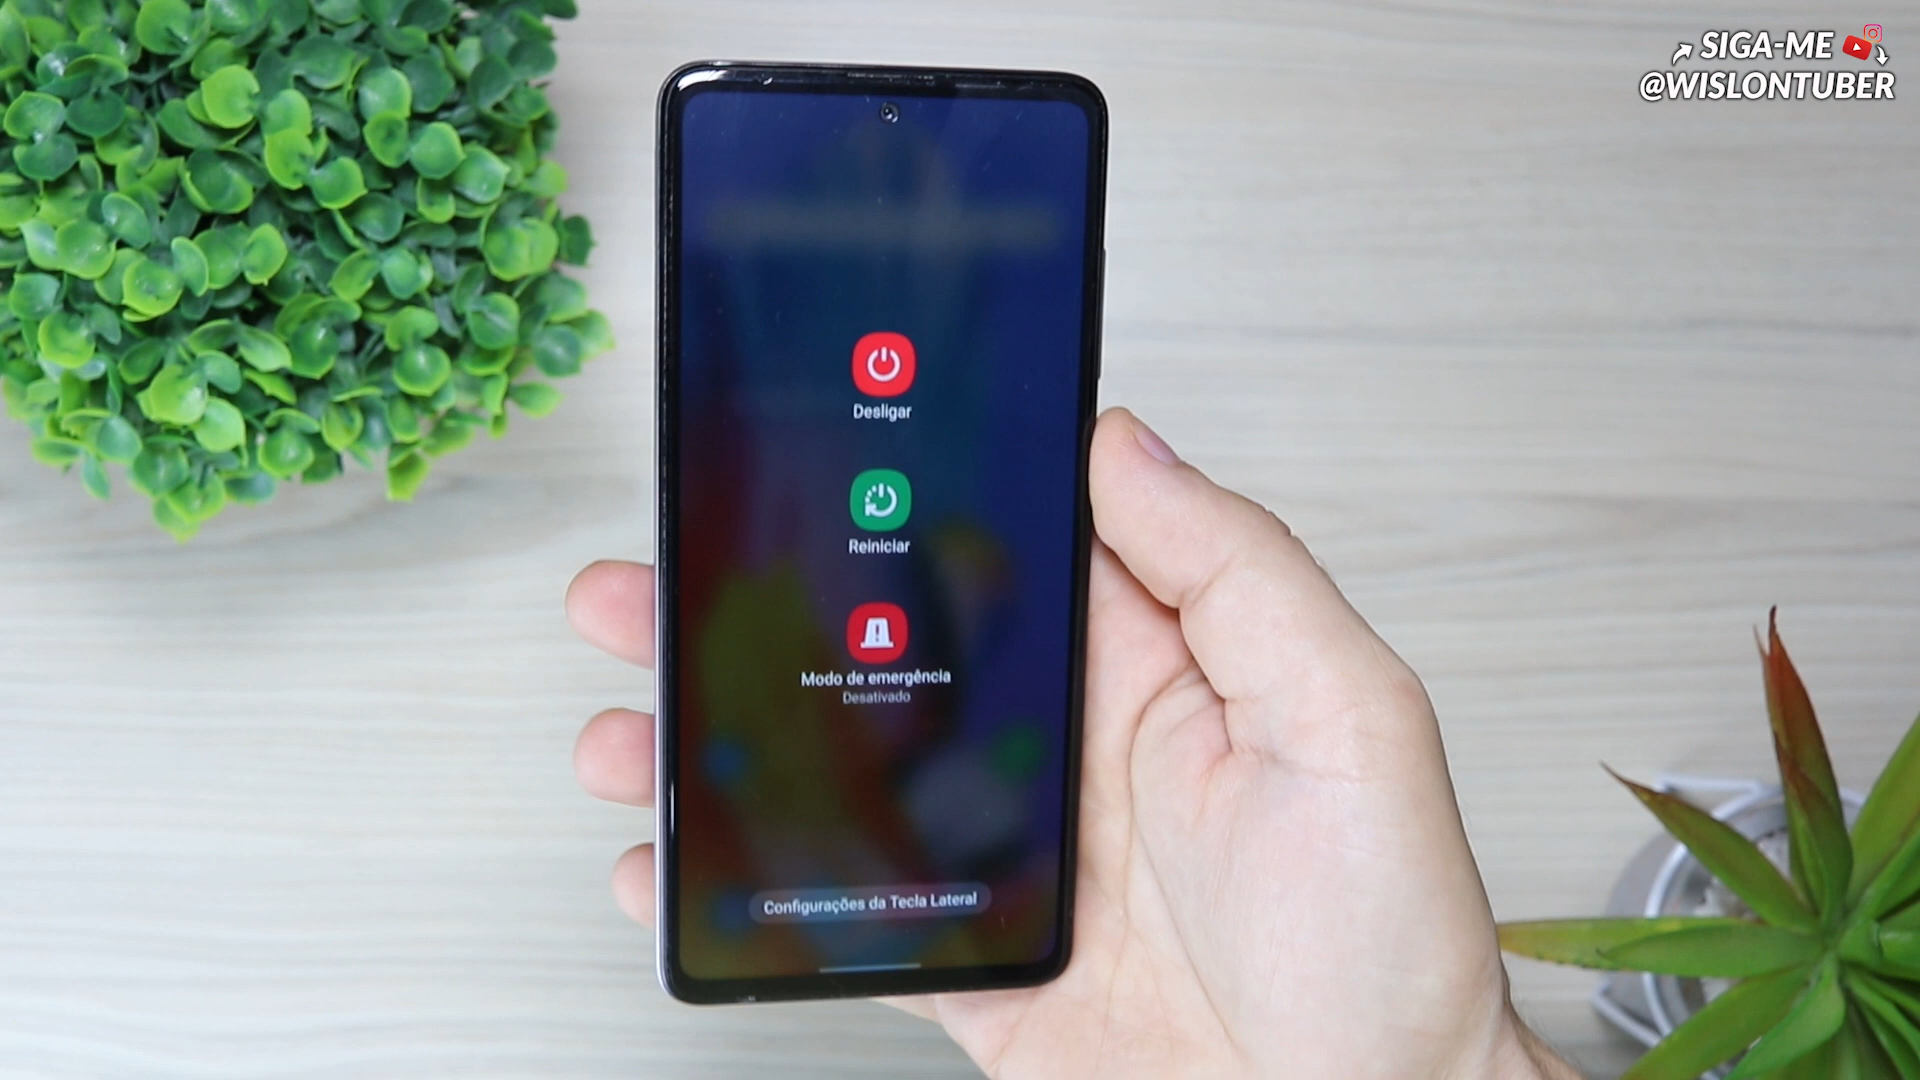 SIGA-ME
@WISLONTUBER
Desligar
Reiniciar
Modo de emergência
Desativado
Configurações da Tecla Lateral